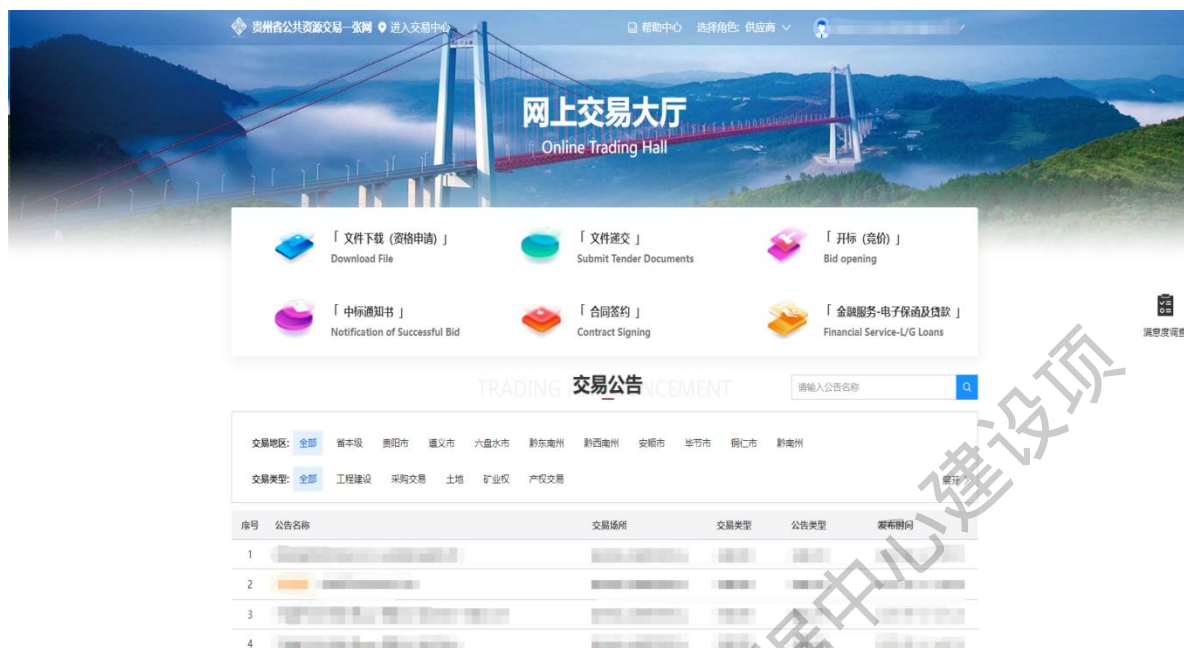 贵州省公共资源交易一张网 进入交易中心 帮助中心 选择角色: 供应商
网上交易大厅
Online Trading Hall
「 文件下载 (资格申请) 」 「 文件递交 」 「 开标 (竞价) 」
Download File Submit Tender Documents Bid opening
「 中标通知书 」 「 合同签约 」 「 金融服务-电子保函及贷款 」
Notification of Successful Bid Contract Signing Financial Service-L/G Loans
满意度调查
交易公告 请输入公告名称
交易地区: 全部 省本级 贵阳市 遵义市 六盘水市 黔东南州 黔西南州 安顺市 毕节市 铜仁市 黔南州
交易类型: 全部 工程建设 采购交易 土地 矿业权 产权交易 展开
序号 公告名称 交易场所 交易类型 公告类型 发布时间
1
2
3
4
据中心建设项